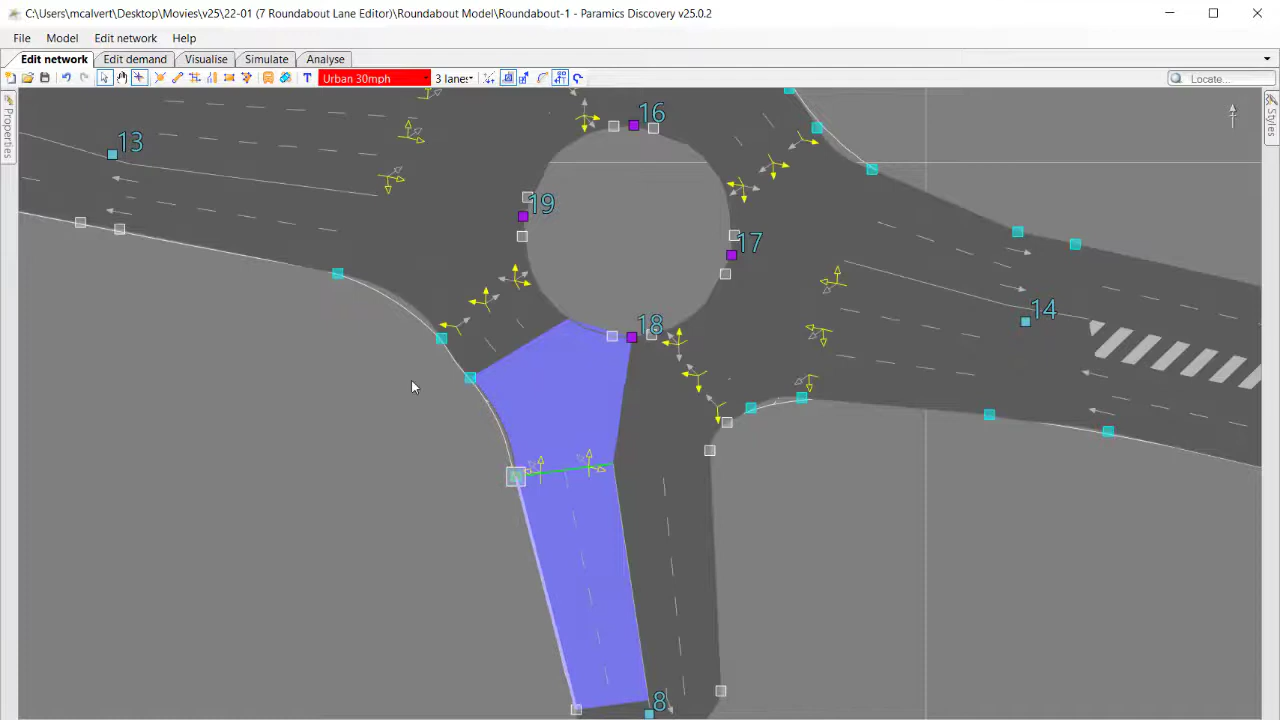 C:\Users\mcalvert\Desktop\Movies\v25\22-01 (7 Roundabout Lane Editor)\Roundabout Model\Roundabout-1 - Paramics Discovery v25.0.2
File Model Edit network Help
Edit network Edit demand Visualise Simulate Analyse
T Urban 30mph 3 lanes Locate...
Properties
Styles
16
13
19
17
14
18
8